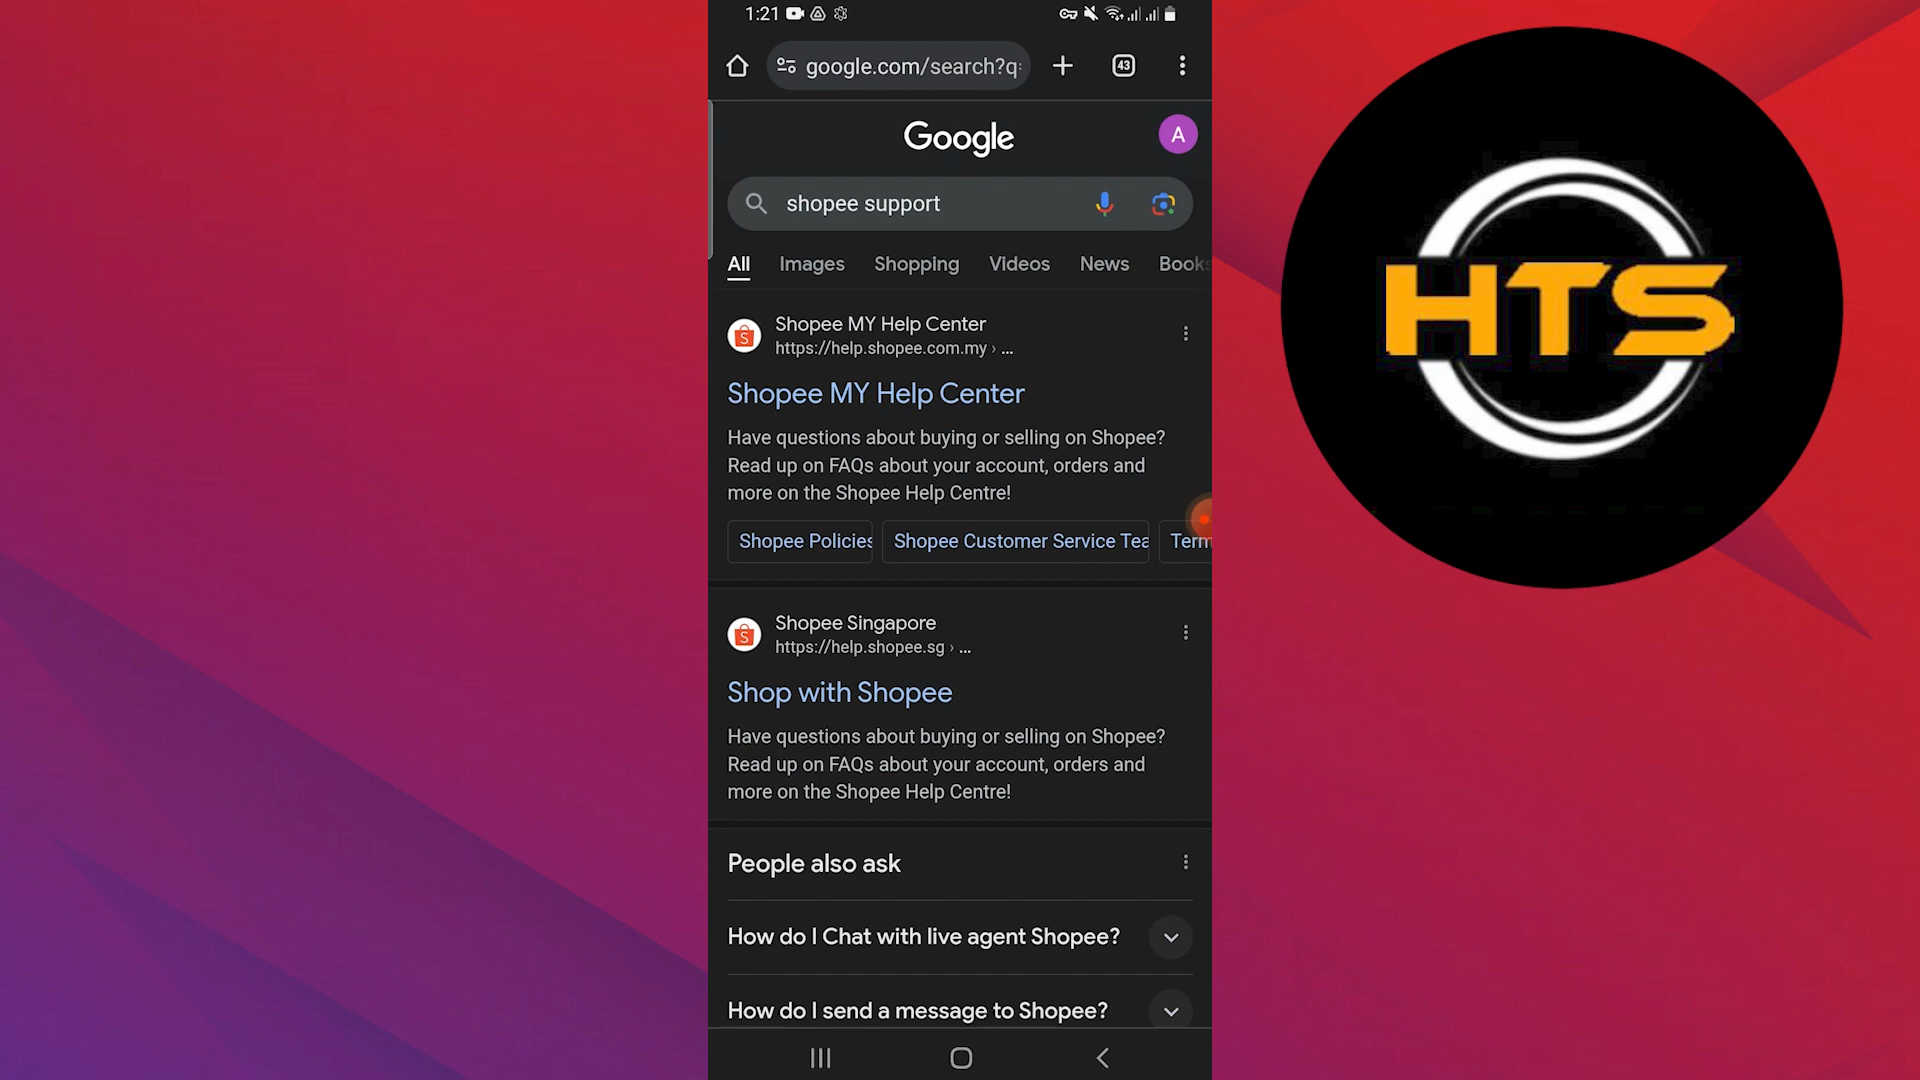 1:21
google.com/search?q=
43
Google
A
shopee support
All Images Shopping Videos News Books
Shopee MY Help Center
https://help.shopee.com.my › ...
Shopee MY Help Center
Have questions about buying or selling on Shopee?
Read up on FAQs about your account, orders and
more on the Shopee Help Centre!
Shopee Policies Shopee Customer Service Tea Term
Shopee Singapore
https://help.shopee.sg › ...
Shop with Shopee
Have questions about buying or selling on Shopee?
Read up on FAQs about your account, orders and
more on the Shopee Help Centre!
People also ask
How do I Chat with live agent Shopee?
How do I send a message to Shopee?
HTS